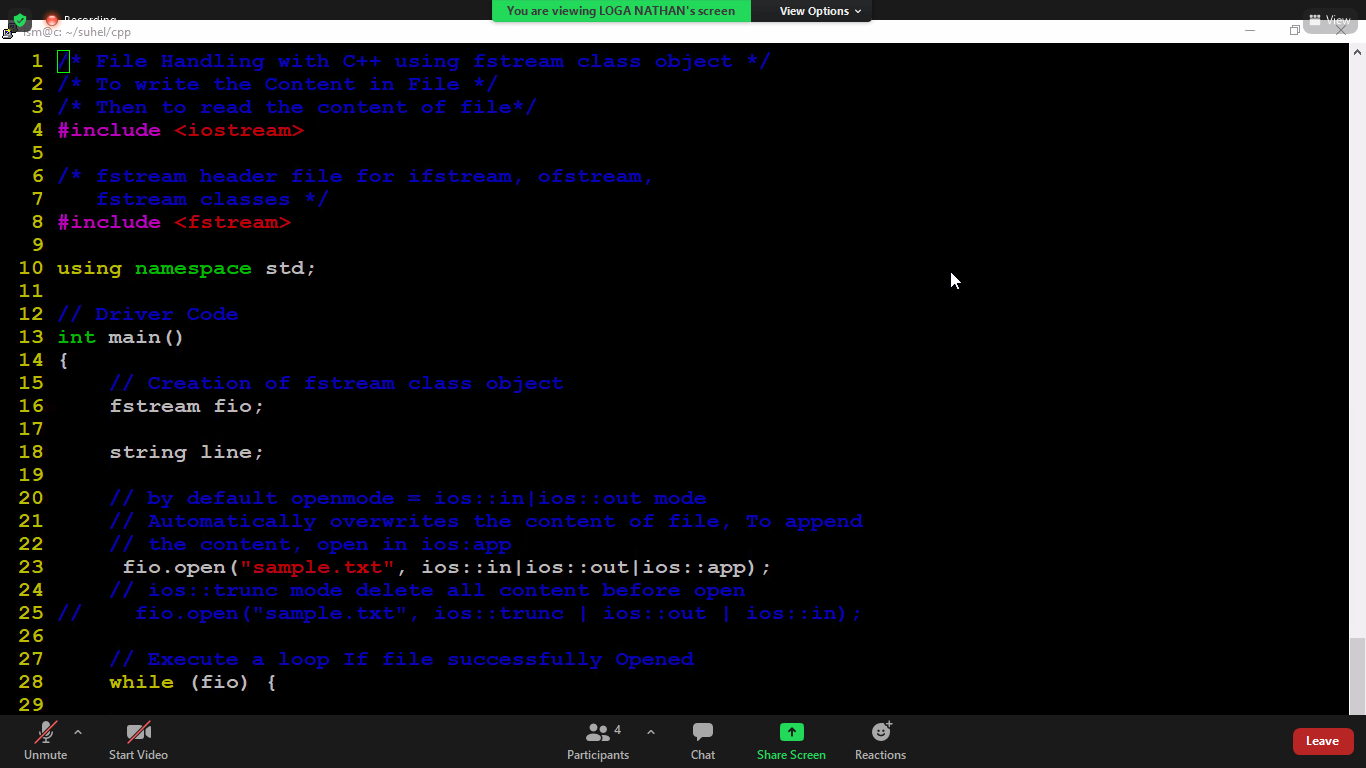 You are viewing LOGA NATHAN's screen
View Options
Recording
View
ism@c: ~/suhel/cpp
1 /* File Handling with C++ using fstream class object */
2 /* To write the Content in File */
3 /* Then to read the content of file*/
4 #include <iostream>
5
6 /* fstream header file for ifstream, ofstream,
7    fstream classes */
8 #include <fstream>
9
10 using namespace std;
11
12 // Driver Code
13 int main()
14 {
15     // Creation of fstream class object
16     fstream fio;
17
18     string line;
19
20     // by default openmode = ios::in|ios::out mode
21     // Automatically overwrites the content of file, To append
22     // the content, open in ios:app
23      fio.open("sample.txt", ios::in|ios::out|ios::app);
24     // ios::trunc mode delete all content before open
25 //    fio.open("sample.txt", ios::trunc | ios::out | ios::in);
26
27     // Execute a loop If file successfully Opened
28     while (fio) {
29
Unmute
Start Video
4
Participants
Chat
Share Screen
Reactions
Leave